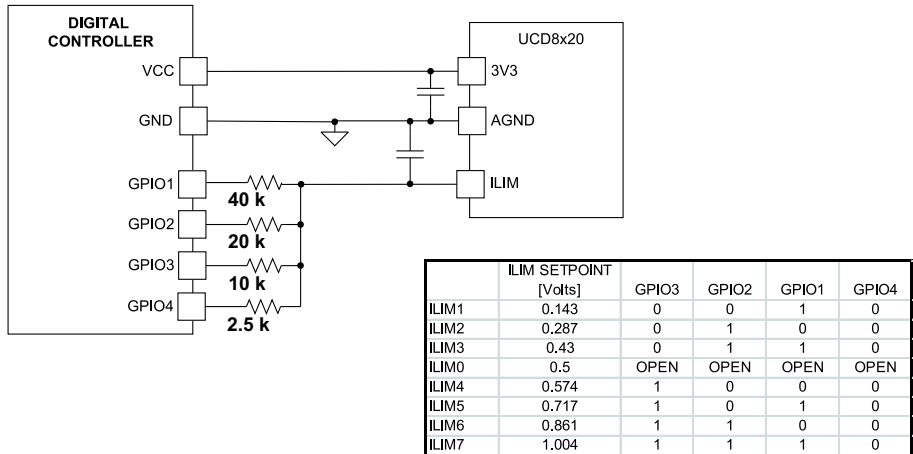 DIGITAL
CONTROLLER
UCD8x20
VCC
3V3
GND
AGND
GPIO1
40 k
ILIM
GPIO2
20 k
GPIO3
10 k
GPIO4
2.5 k
ILIM SETPOINT
[Volts] GPIO3 GPIO2 GPIO1 GPIO4
ILIM1 0.143 0 0 1 0
ILIM2 0.287 0 1 0 0
ILIM3 0.43 0 1 1 0
ILIM0 0.5 OPEN OPEN OPEN OPEN
ILIM4 0.574 1 0 0 0
ILIM5 0.717 1 0 1 0
ILIM6 0.861 1 1 0 0
ILIM7 1.004 1 1 1 0